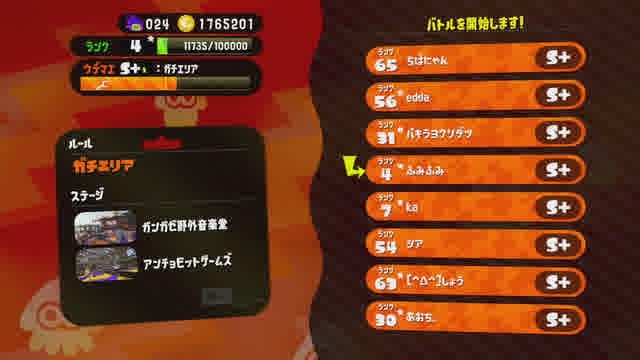 024 1765201
ランク 4* 11735/100000
ウデマエ S+ :ガチエリア
ルール
ガチエリア
ステージ
ガンガゼ野外音楽堂
アンチョビットゲームズ
バトルを開始します!
ランク 65 ちはにゃん S+
ランク 56* edda S+
ランク 31* バキラヨクソダツ S+
ランク 4* ふみふみ S+
ランク 7* ka S+
ランク 54 シア S+
ランク 63* [^Δ^]しょう S+
ランク 30* あおち. S+